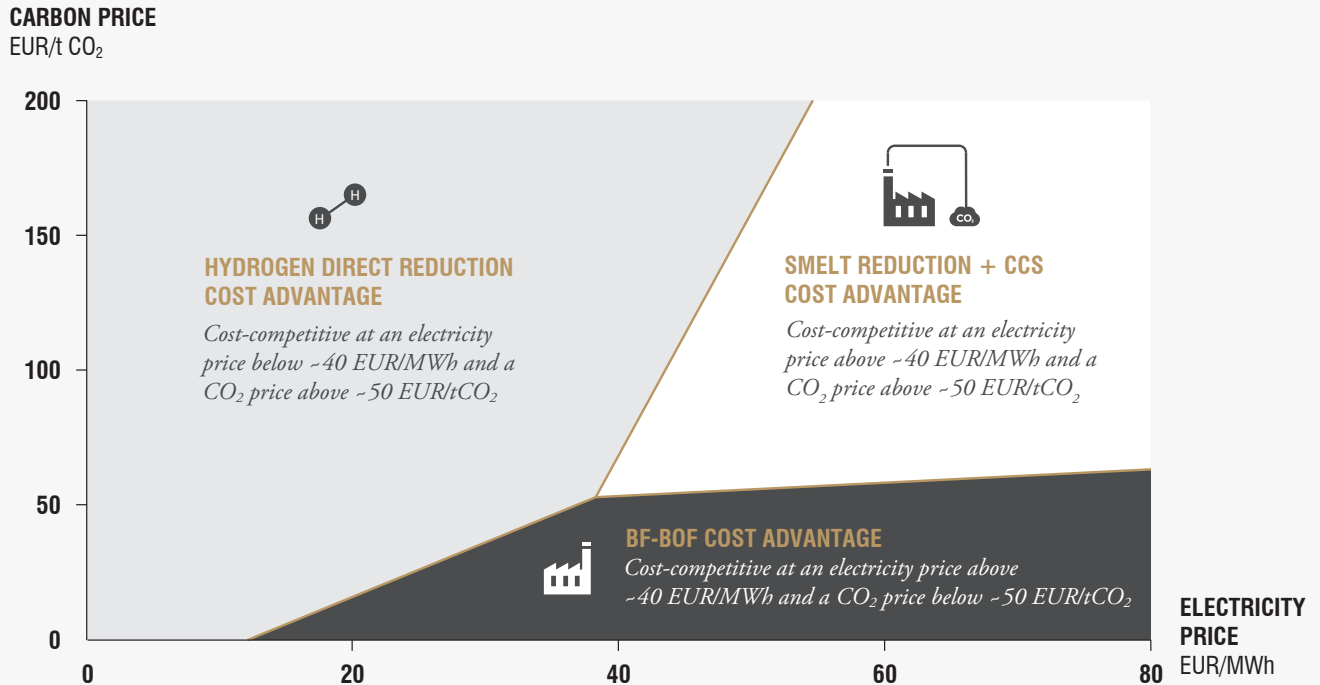 CARBON PRICE
EUR/t CO₂
200
150
100
50
0
H
H
HYDROGEN DIRECT REDUCTION
COST ADVANTAGE
Cost-competitive at an electricity
price below ~40 EUR/MWh and a
CO₂ price above ~50 EUR/tCO₂
CO₂
SMELT REDUCTION + CCS
COST ADVANTAGE
Cost-competitive at an electricity
price above ~40 EUR/MWh and a
CO₂ price above ~50 EUR/tCO₂
BF-BOF COST ADVANTAGE
Cost-competitive at an electricity price above
~40 EUR/MWh and a CO₂ price below ~50 EUR/tCO₂
0
20
40
60
80
ELECTRICITY
PRICE
EUR/MWh